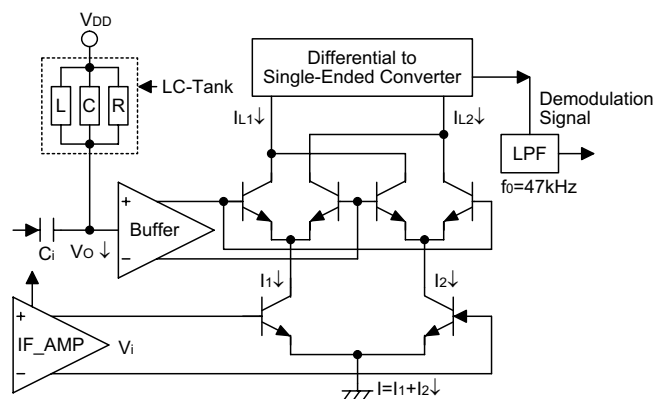 VDD
Differential to
Single-Ended Converter
L
C
R
LC-Tank
IL1↓
IL2↓
Demodulation
Signal
LPF
f0=47kHz
+
Buffer
−
Ci
VO ↓
I1↓
I2↓
+
IF_AMP
−
Vi
I=I1+I2↓